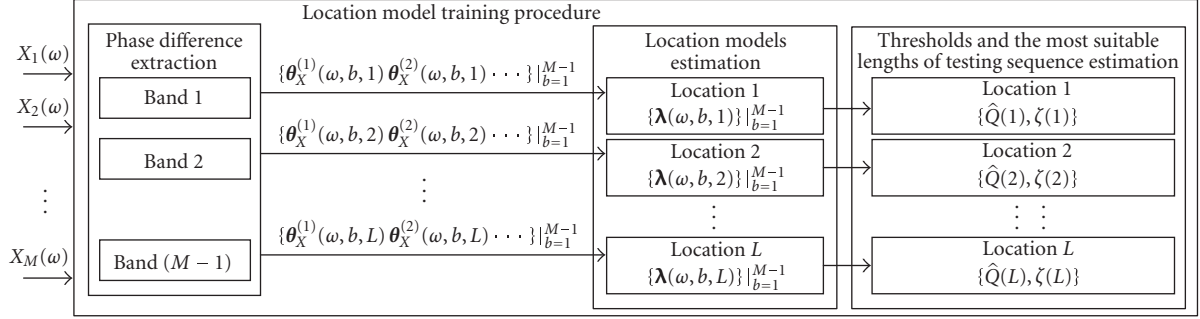 Location model training procedure
X_1(ω)
X_2(ω)
⋮
X_M(ω)
Phase difference
extraction
Band 1
Band 2
Band (M − 1)
{θ_X^(1)(ω, b, 1) θ_X^(2)(ω, b, 1) · · · }|_{b=1}^{M−1}
{θ_X^(1)(ω, b, 2) θ_X^(2)(ω, b, 2) · · · }|_{b=1}^{M−1}
⋮
{θ_X^(1)(ω, b, L) θ_X^(2)(ω, b, L) · · · }|_{b=1}^{M−1}
Location models
estimation
Location 1
{λ(ω, b, 1)}|_{b=1}^{M−1}
Location 2
{λ(ω, b, 2)}|_{b=1}^{M−1}
⋮
Location L
{λ(ω, b, L)}|_{b=1}^{M−1}
Thresholds and the most suitable
lengths of testing sequence estimation
Location 1
{Q̂(1), ζ(1)}
Location 2
{Q̂(2), ζ(2)}
⋮ ⋮
Location L
{Q̂(L), ζ(L)}